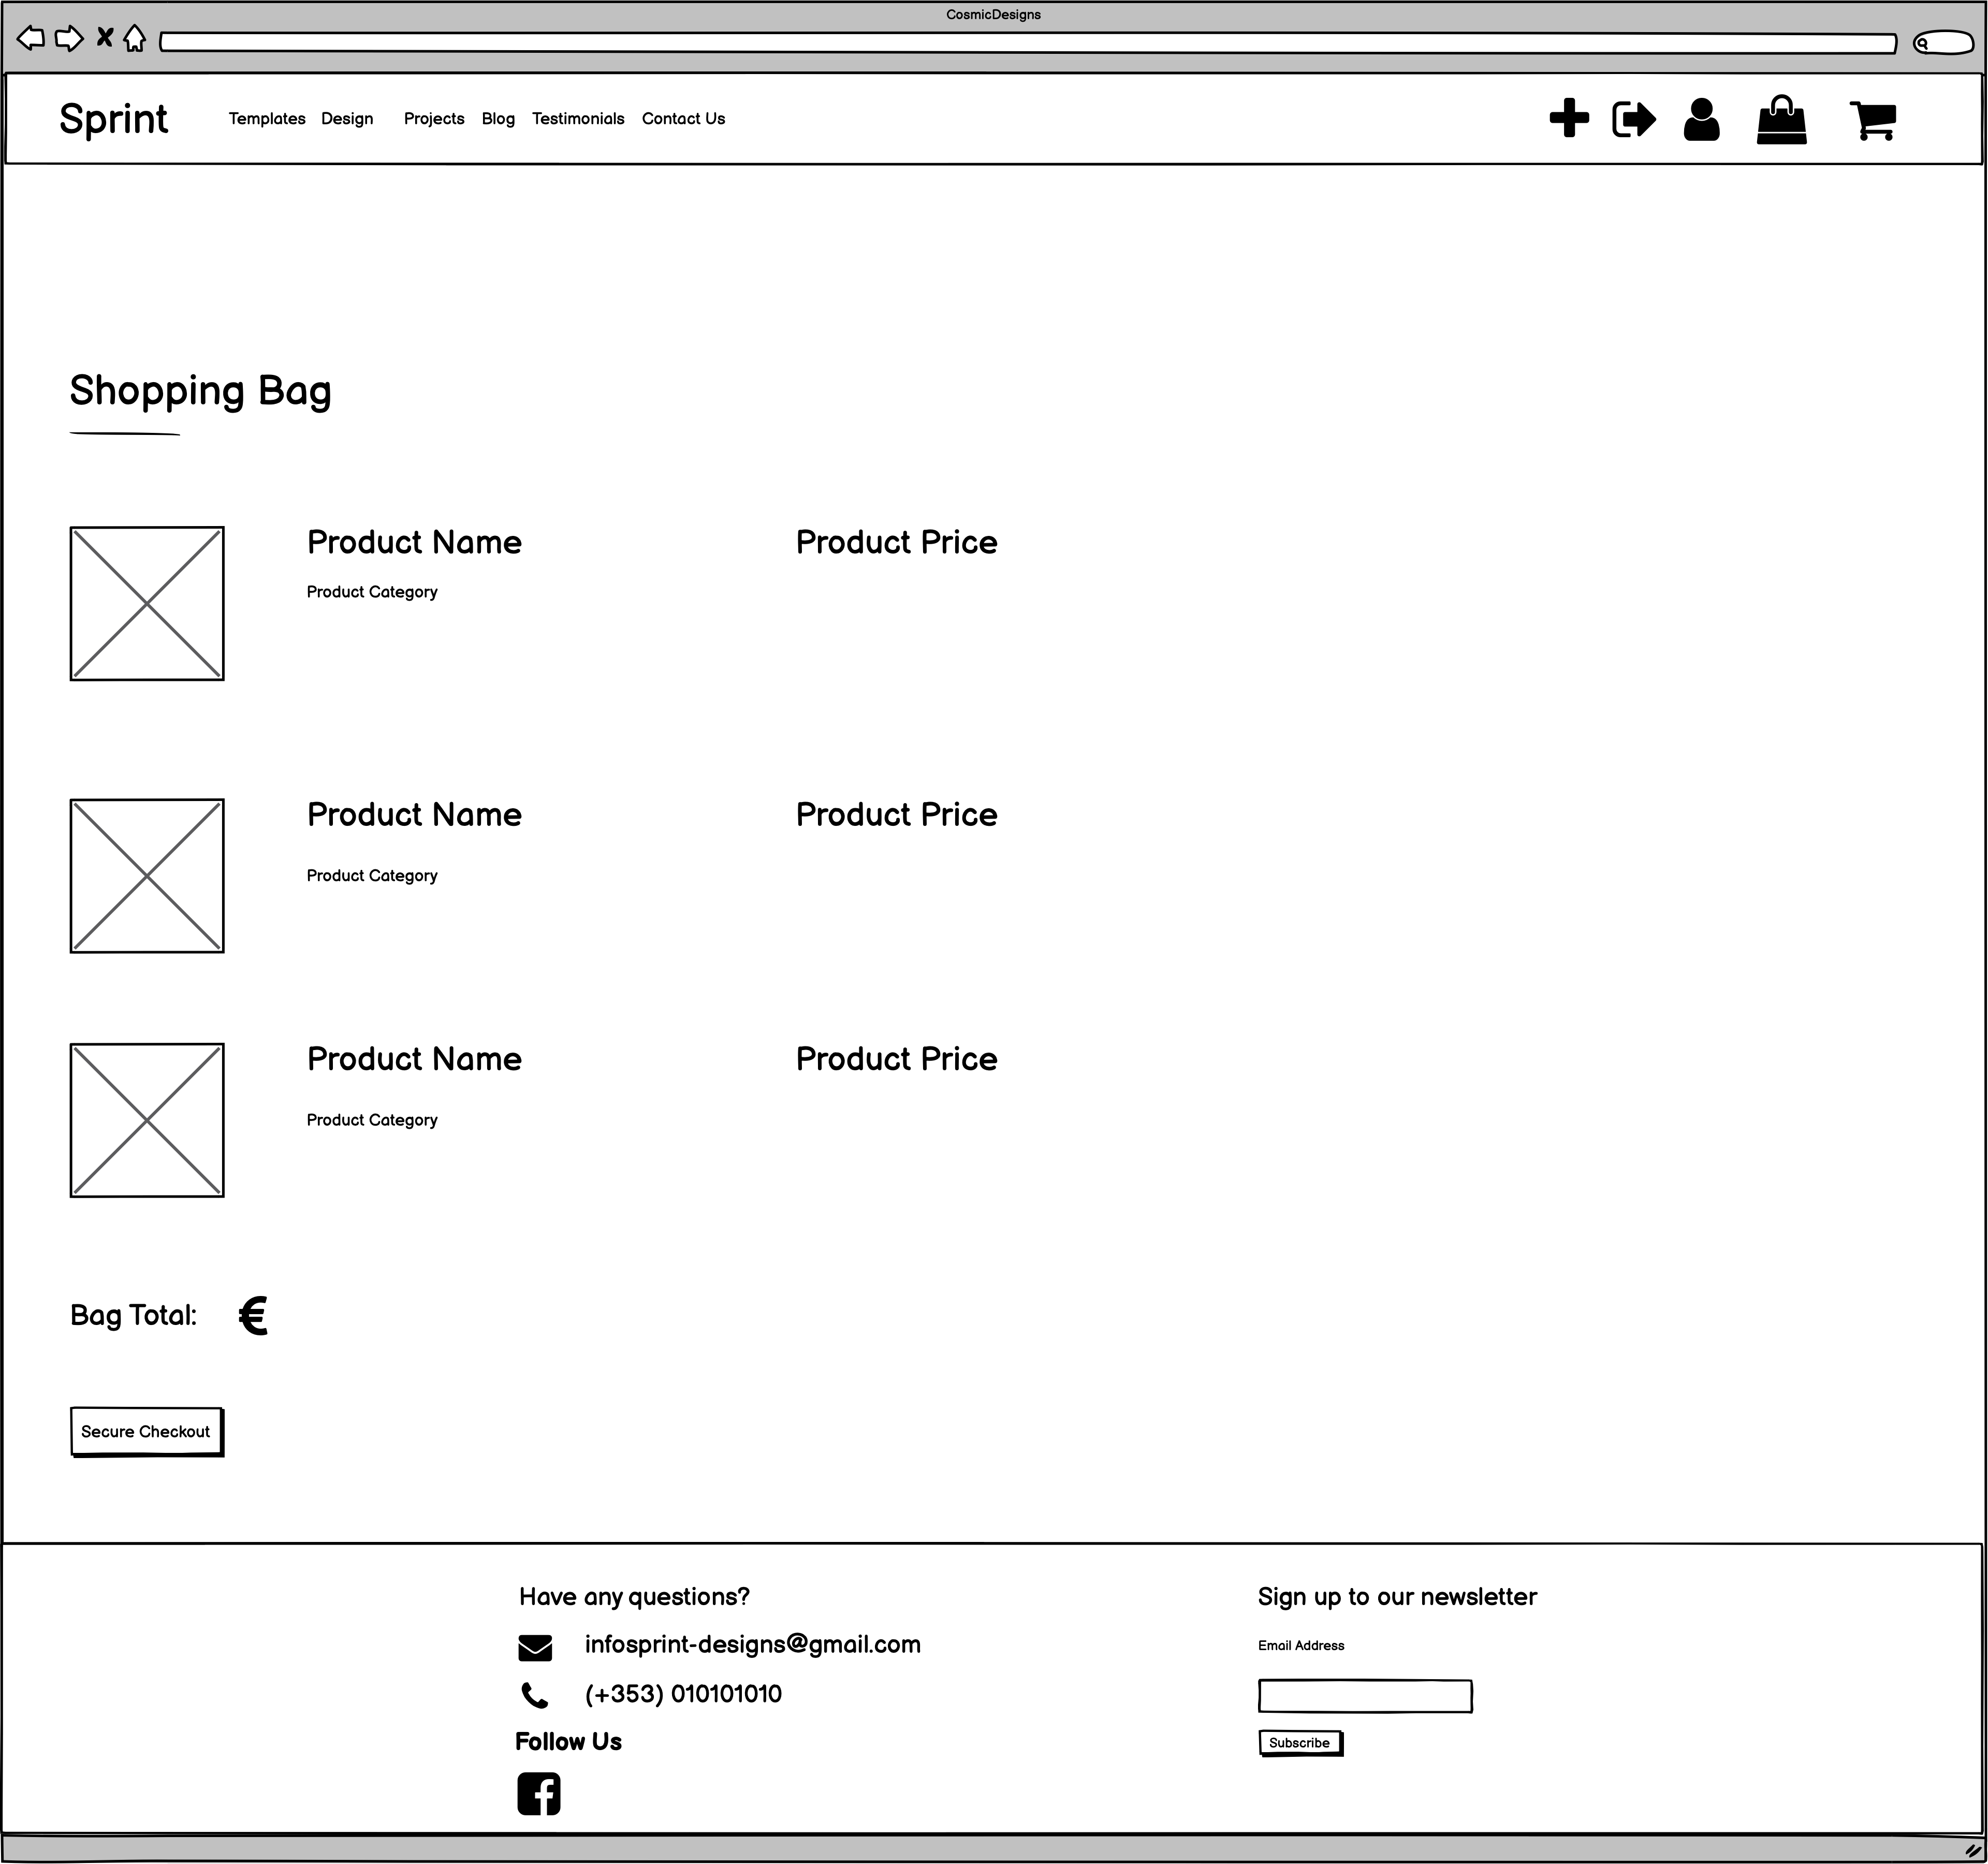 CosmicDesigns
Sprint Templates Design Projects Blog Testimonials Contact Us
Shopping Bag
Product Name Product Price
Product Category
Product Name Product Price
Product Category
Product Name Product Price
Product Category
Bag Total: €
Secure Checkout
Have any questions? Sign up to our newsletter
infosprint-designs@gmail.com Email Address
(+353) 010101010
Follow Us Subscribe